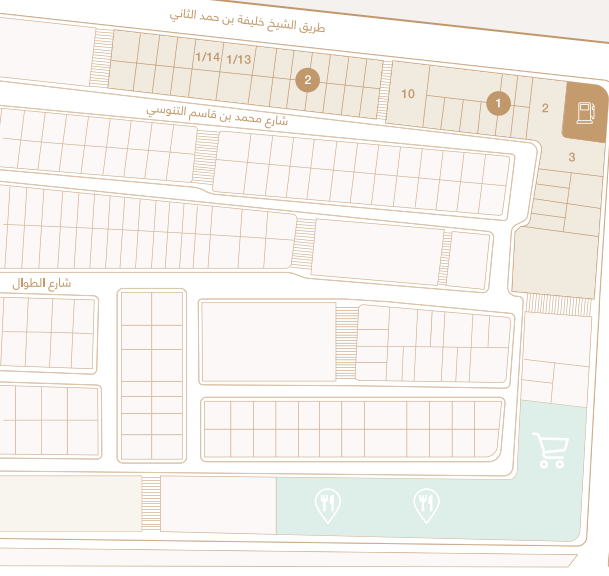 طريق الشيخ خليفة بن حمد الثاني
1/14
1/13
2
10
1
2
3
شارع محمد بن قاسم التنوسي
شارع الطوال